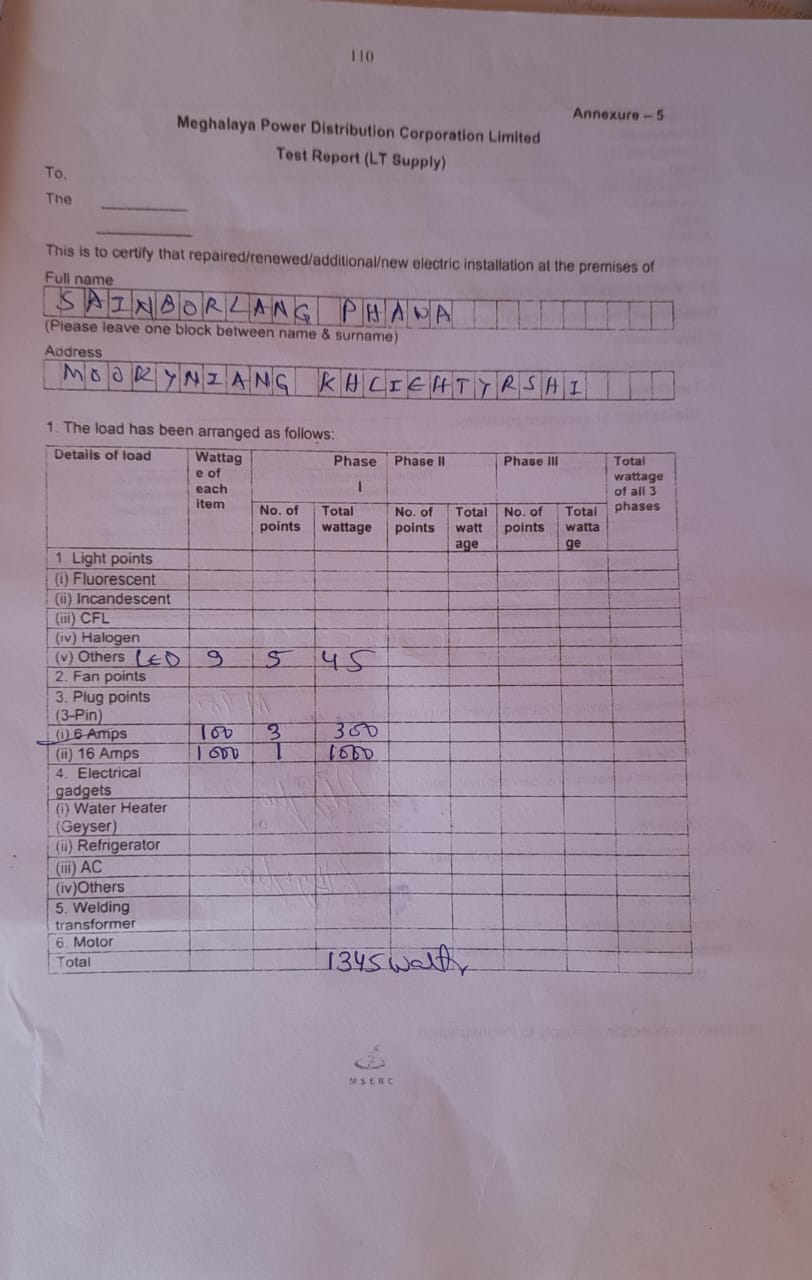 110
Annexure – 5
Meghalaya Power Distribution Corporation Limited
Test Report (LT Supply)
To,
The
This is to certify that repaired/renewed/additional/new electric installation at the premises of
Full name
SAINBORLANG PHAWA
(Please leave one block between name & surname)
Address
MOOKYNIANG KHLIEHTYRSHI
1. The load has been arranged as follows:
Details of load Wattag e of each item Phase I Phase II Phase III Total wattage of all 3 phases
No. of points Total wattage No. of points Total watt age No. of points Total watta ge
1 Light points
(i) Fluorescent
(ii) Incandescent
(iii) CFL
(iv) Halogen
(v) Others LED 9 5 45
2. Fan points
3. Plug points
(3-Pin)
(i) 6 Amps 100 3 300
(ii) 16 Amps 1000 1 1000
4. Electrical
gadgets
(i) Water Heater
(Geyser)
(ii) Refrigerator
(iii) AC
(iv)Others
5. Welding
transformer
6. Motor
Total 1345 watts
MSERC